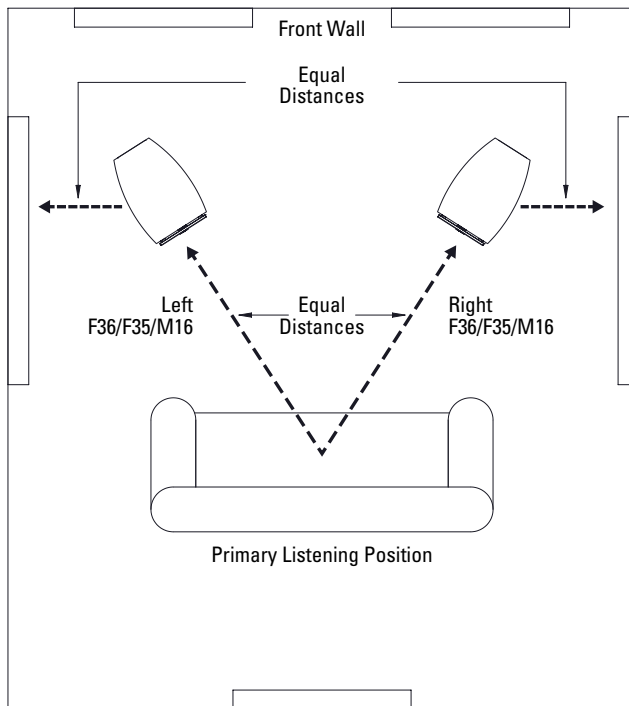 Front Wall
Equal
Distances
Left
F36/F35/M16
Equal
Distances
Right
F36/F35/M16
Primary Listening Position